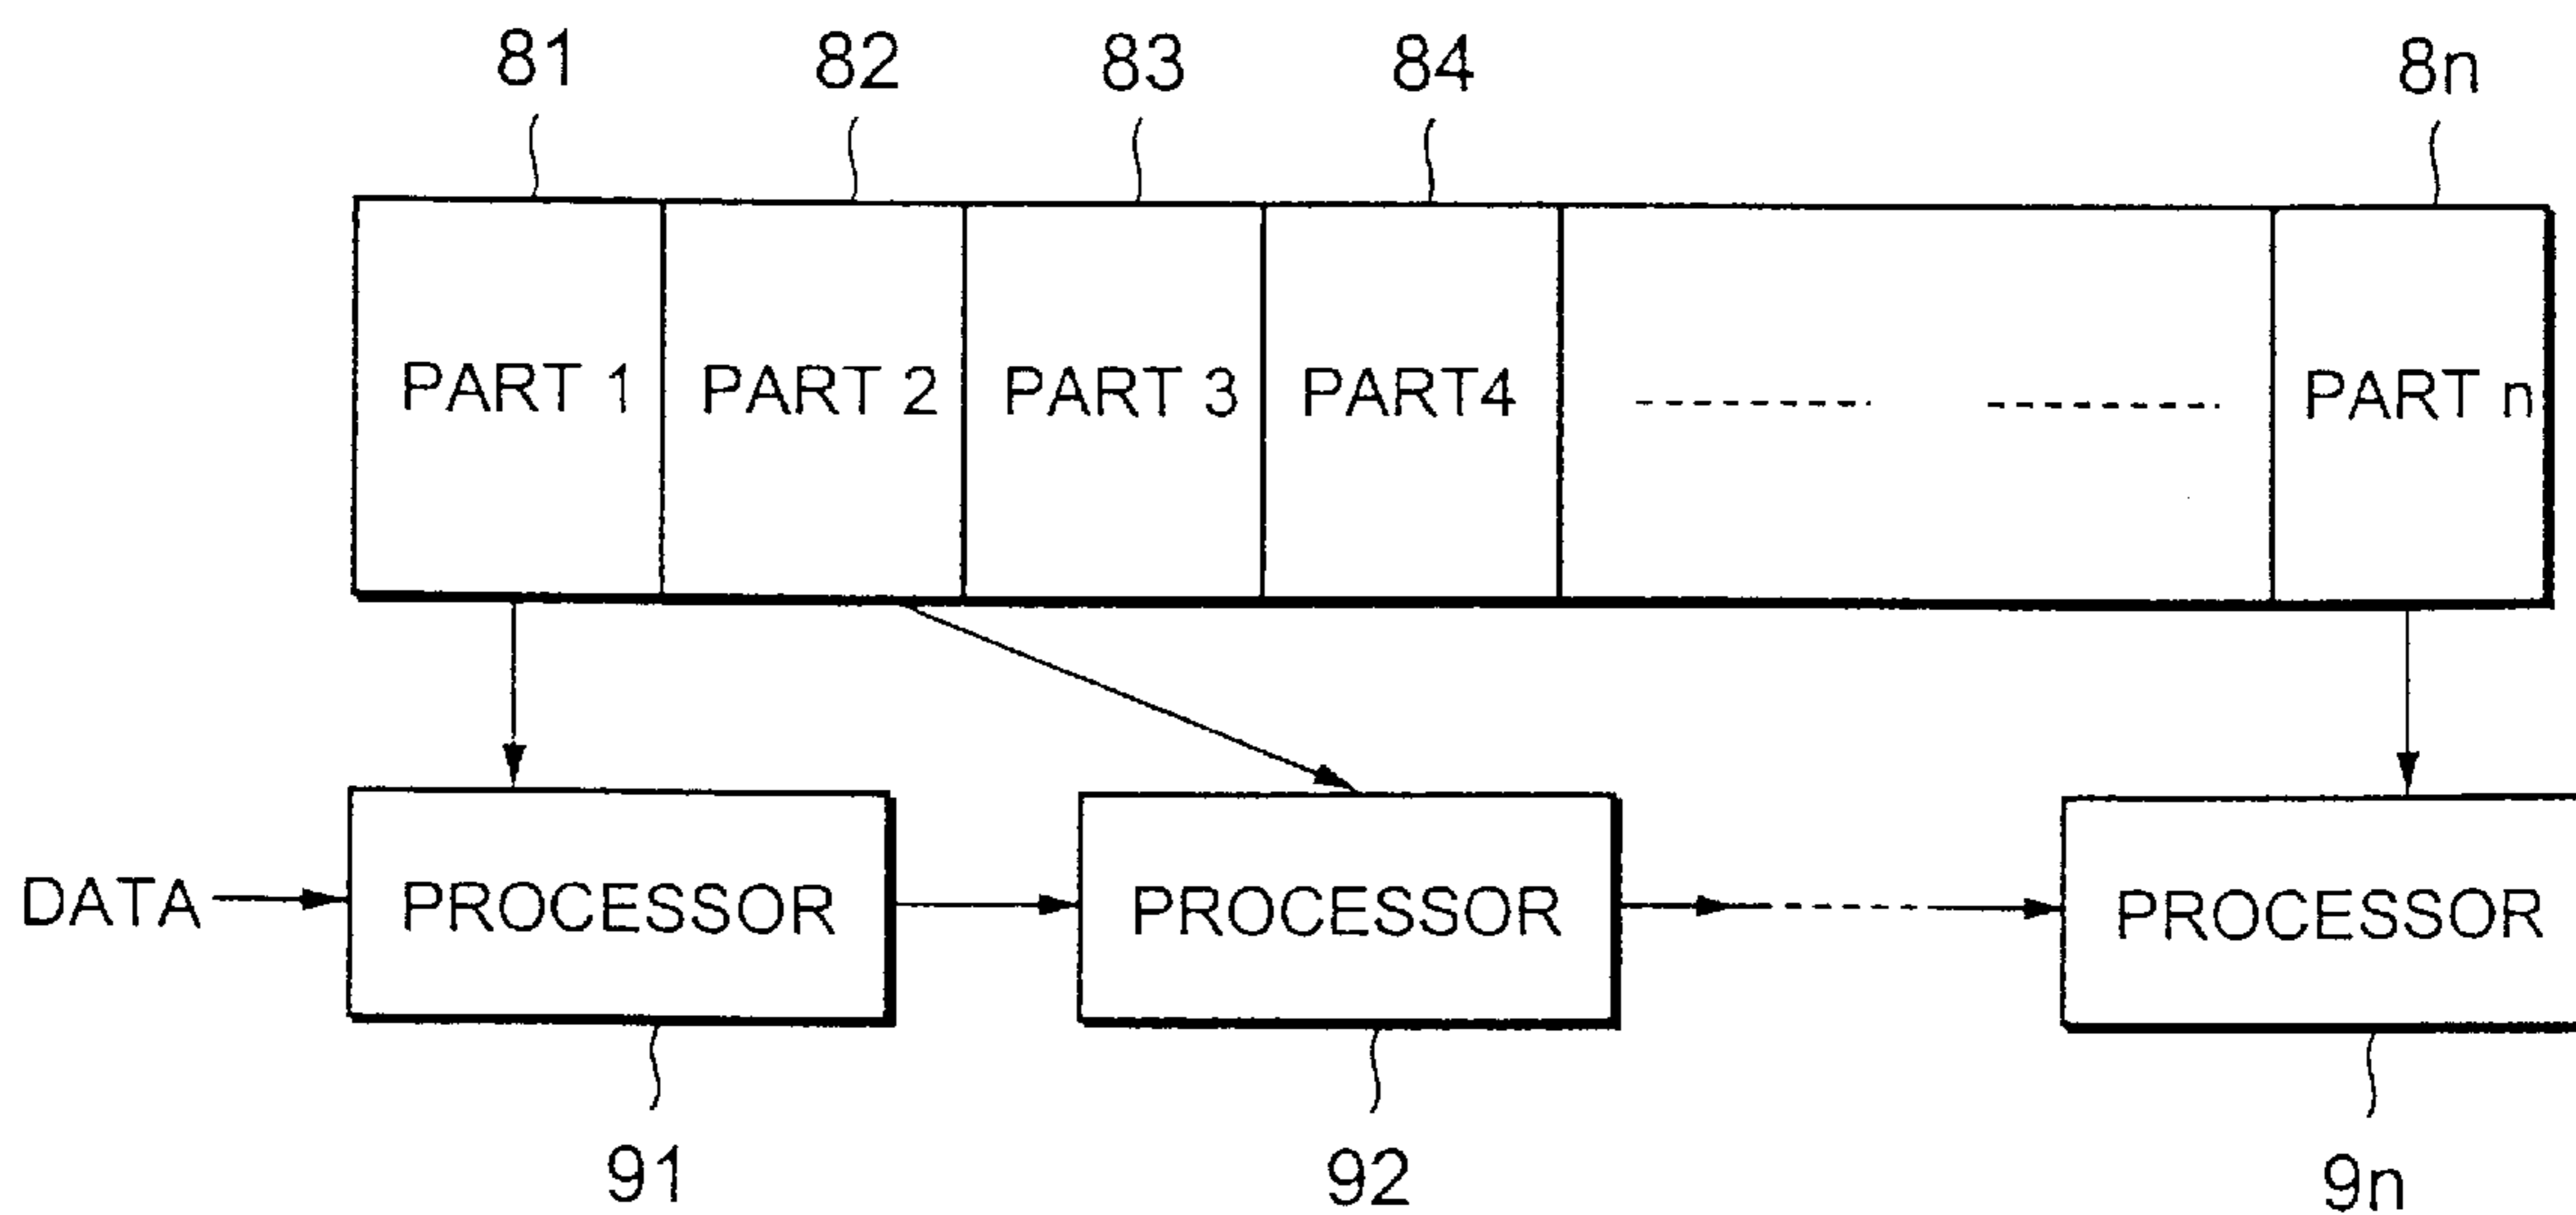 81 82 83 84 8n
PART 1 PART 2 PART 3 PART4 PART n
DATA PROCESSOR PROCESSOR PROCESSOR
91 92 9n